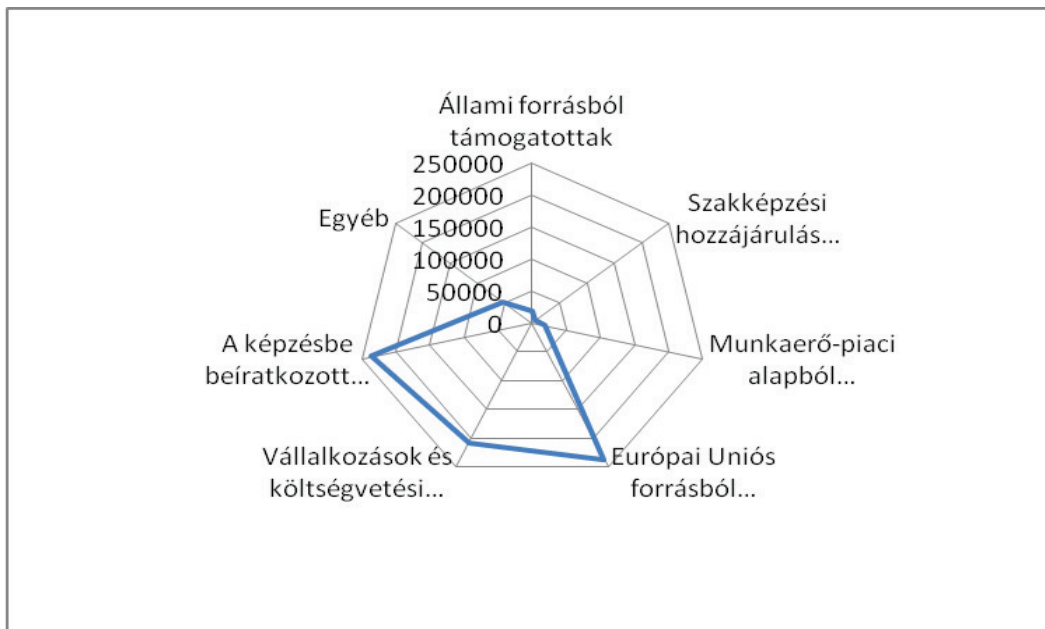 Állami forrásból
támogatottak
250000
200000
150000
100000
50000
0
Szakképzési
hozzájárulás...
Munkaerő-piaci
alapból...
Európai Uniós
forrásból...
Vállalkozások és
költségvetési...
A képzésbe
beíratkozott...
Egyéb